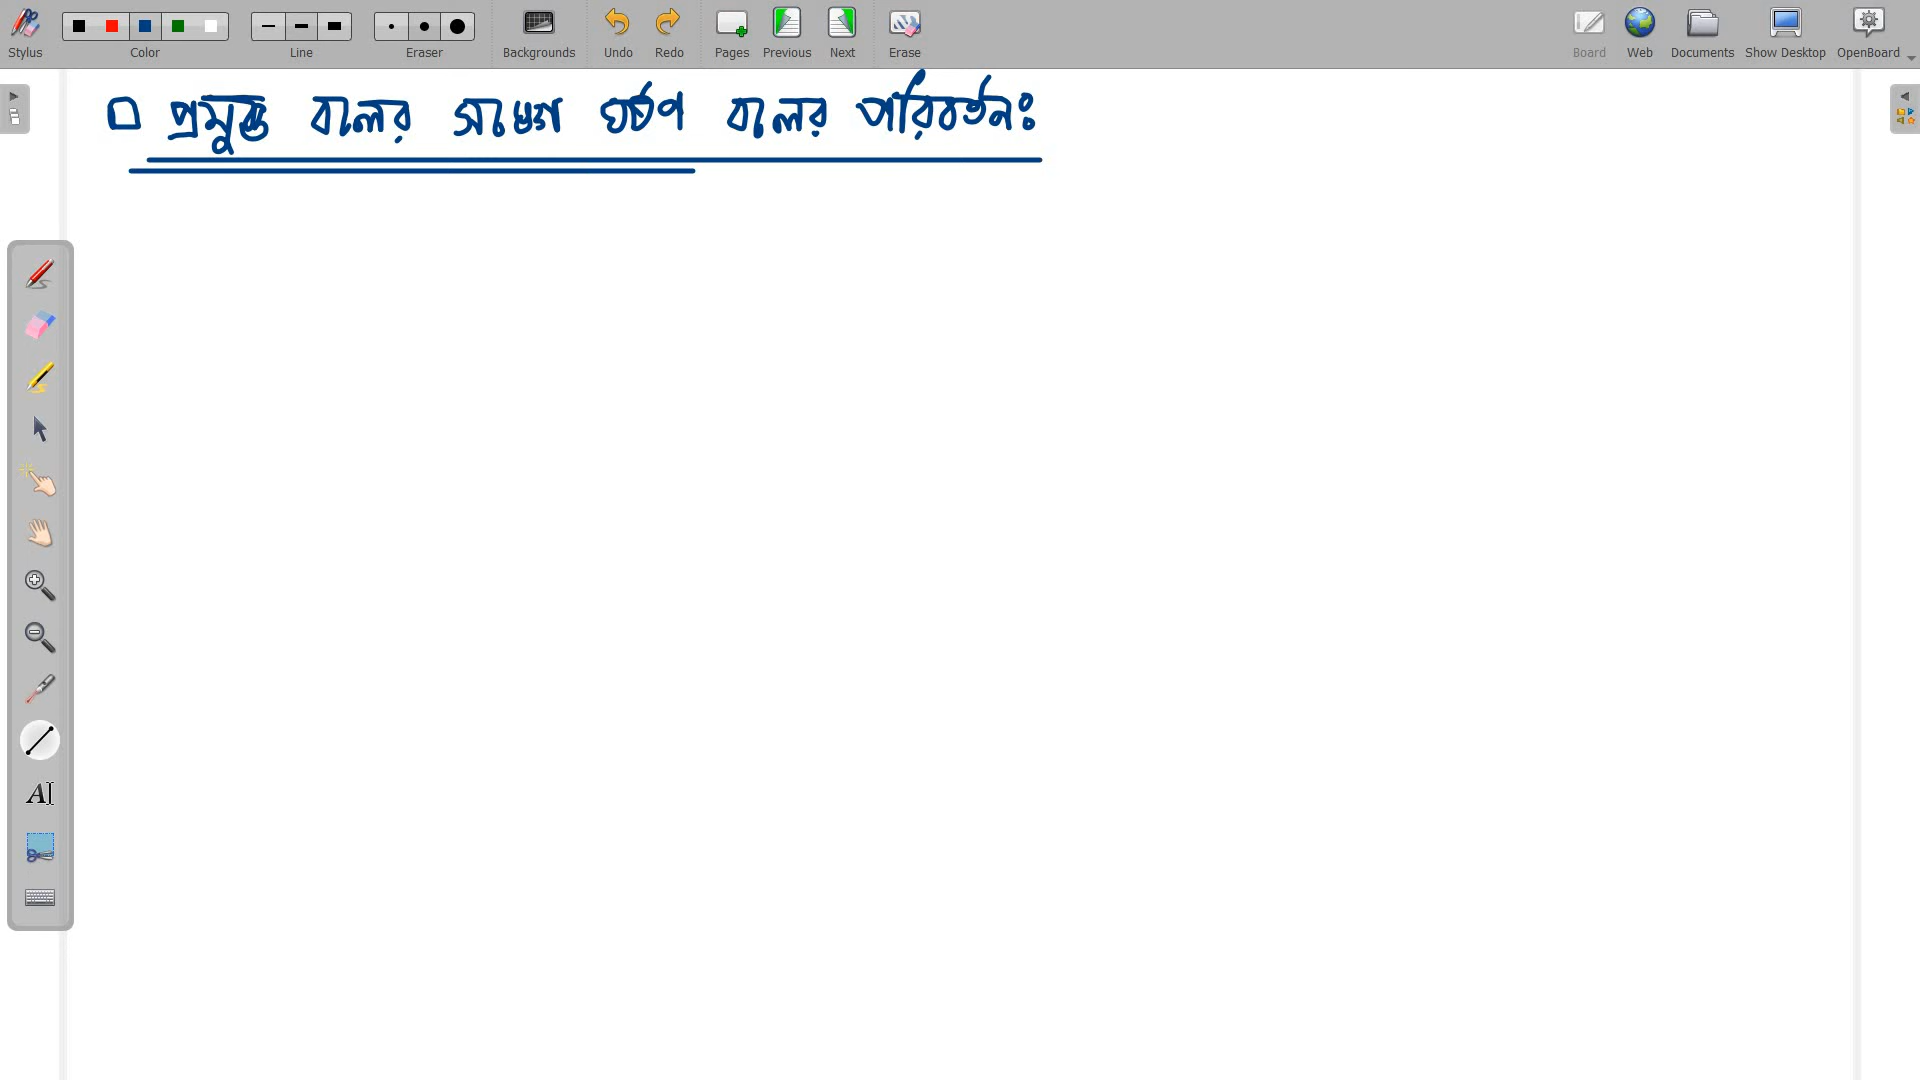 Stylus Color Line Eraser Backgrounds Undo Redo Pages Previous Next Erase Board Web Documents Show Desktop OpenBoard
প্রযুক্ত বলের সঙ্গে ঘর্ষণ বলের পরিবর্তনঃ